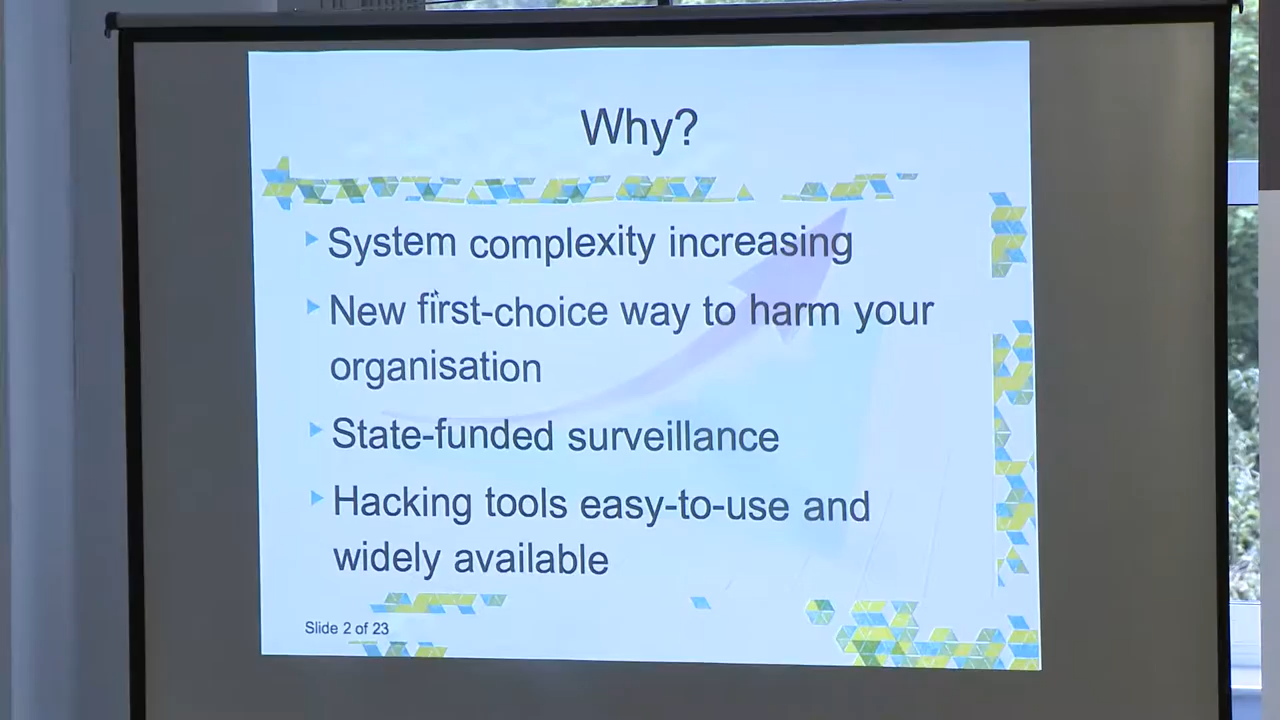 Why?
System complexity increasing
New first-choice way to harm your
organisation
State-funded surveillance
Hacking tools easy-to-use and
widely available
Slide 2 of 23